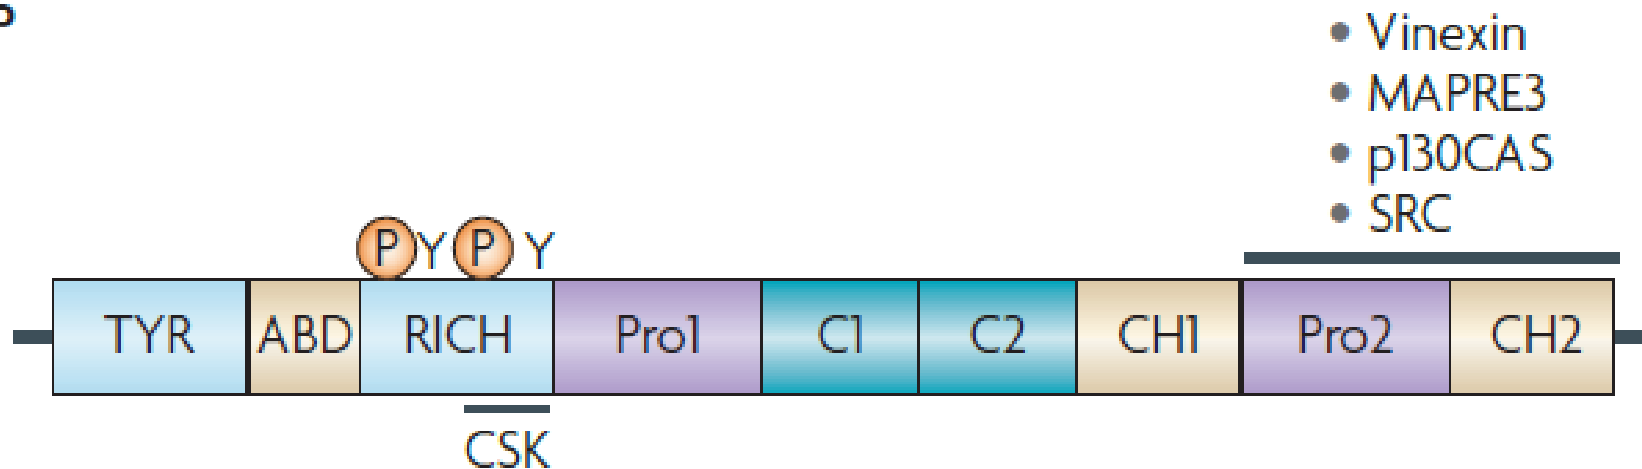 • Vinexin
• MAPRE3
• p130CAS
• SRC
P Y P Y
TYR ABD RICH Pro1 C1 C2 CH1 Pro2 CH2
CSK